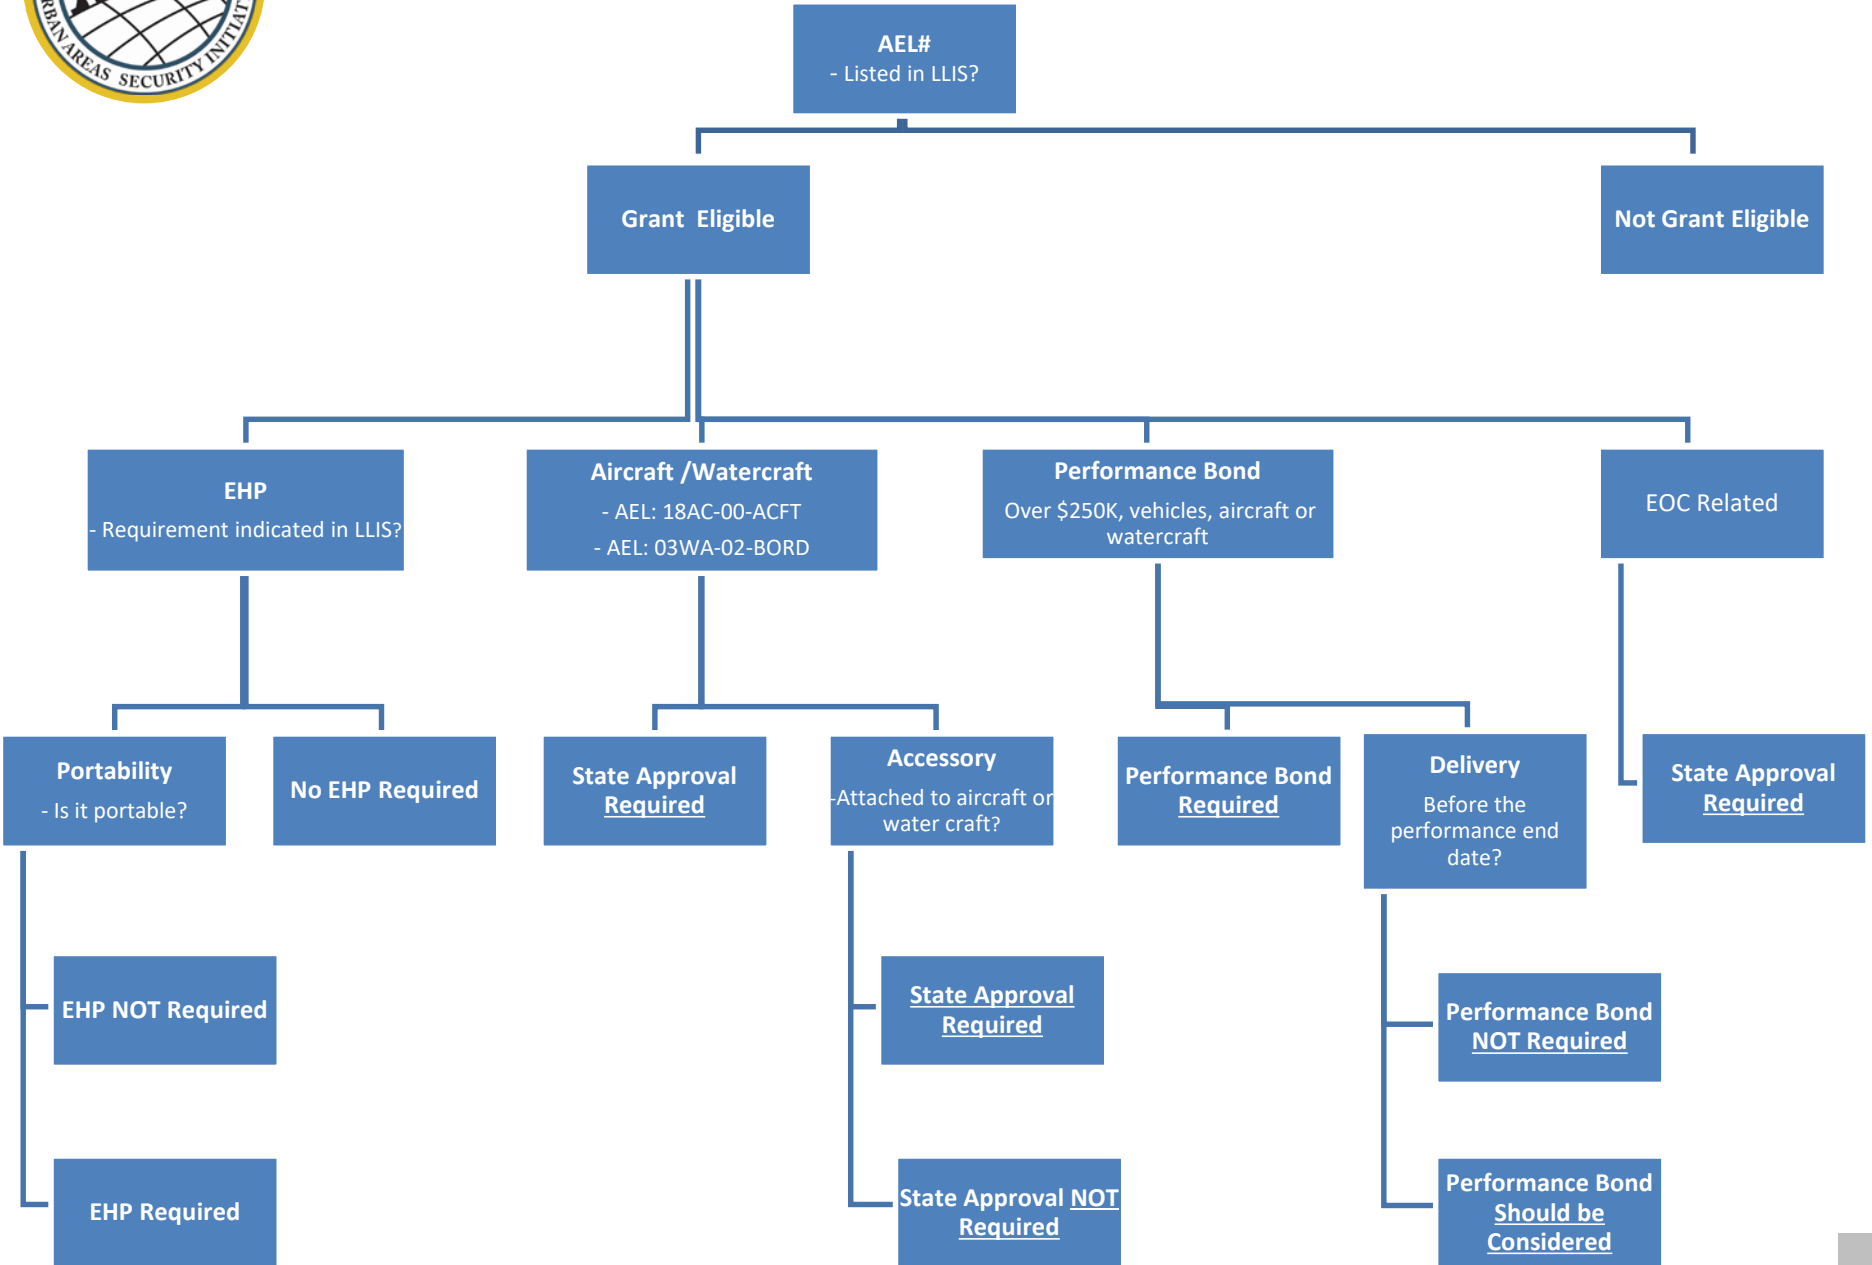 AREAS SECURITY
AEL#
- Listed in LLIS?
Grant Eligible
Not Grant Eligible
EHP
- Requirement indicated in LLIS?
Aircraft /Watercraft
- AEL: 18AC-00-ACFT
- AEL: 03WA-02-BORD
Performance Bond
Over $250K, vehicles, aircraft or
watercraft
EOC Related
Portability
- Is it portable?
No EHP Required
State Approval
Required
Accessory
-Attached to aircraft or
water craft?
Performance Bond
Required
Delivery
Before the
performance end
date?
State Approval
Required
EHP NOT Required
State Approval
Required
Performance Bond
NOT Required
EHP Required
State Approval NOT
Required
Performance Bond
Should be
Considered